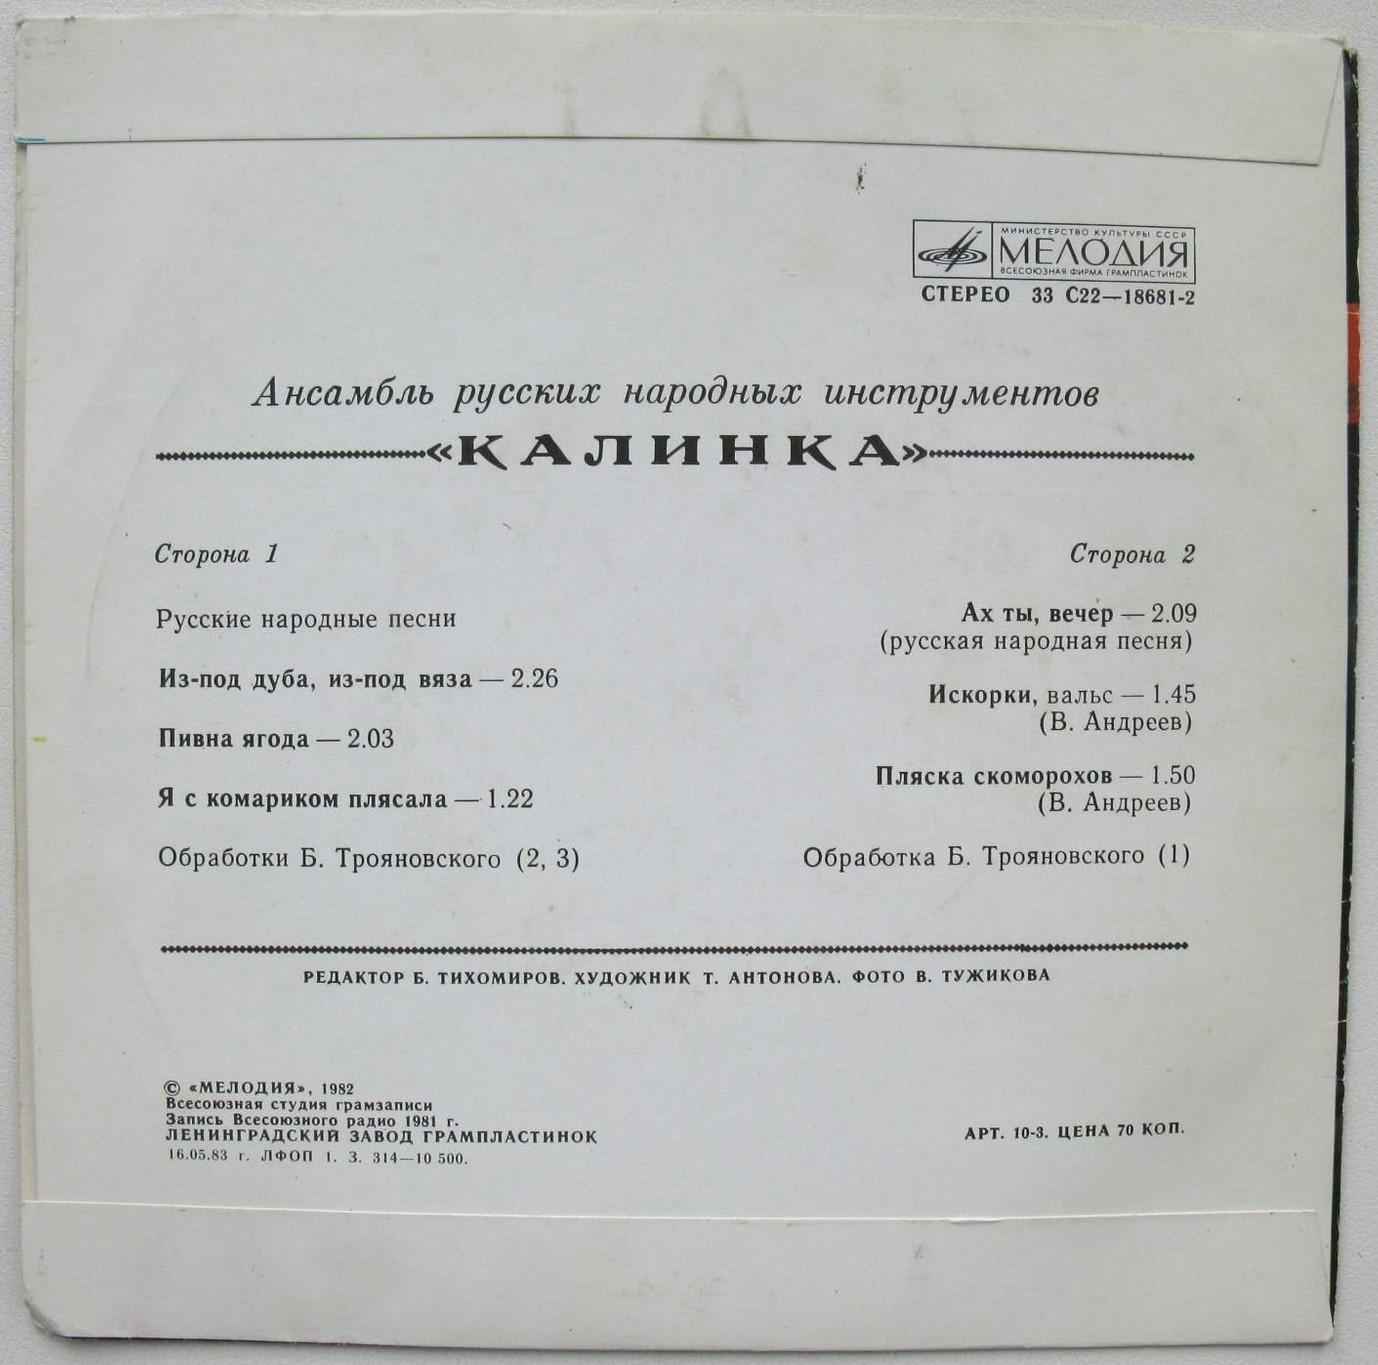 МИНИСТЕРСТВО КУЛЬТУРЫ СССР
МЕЛОДИЯ
ВСЕСОЮЗНАЯ ФИРМА ГРАМПЛАСТИНОК
СТЕРЕО 33 С22—18681-2
Ансамбль русских народных инструментов
«КАЛИНКА»
Сторона 1
Русские народные песни
Из-под дуба, из-под вяза — 2.26
Пивна ягода — 2.03
Я с комариком плясала — 1.22
Обработки Б. Трояновского (2, 3)
Сторона 2
Ах ты, вечер — 2.09
(русская народная песня)
Искорки, вальс — 1.45
(В. Андреев)
Пляска скоморохов — 1.50
(В. Андреев)
Обработка Б. Трояновского (1)
РЕДАКТОР Б. ТИХОМИРОВ. ХУДОЖНИК Т. АНТОНОВА. ФОТО В. ТУЖИКОВА
© «МЕЛОДИЯ», 1982
Всесоюзная студия грамзаписи
Запись Всесоюзного радио 1981 г.
ЛЕНИНГРАДСКИЙ ЗАВОД ГРАМПЛАСТИНОК
16.05.83 г. ЛФОП 1. З. 314—10 500.
АРТ. 10-3. ЦЕНА 70 КОП.